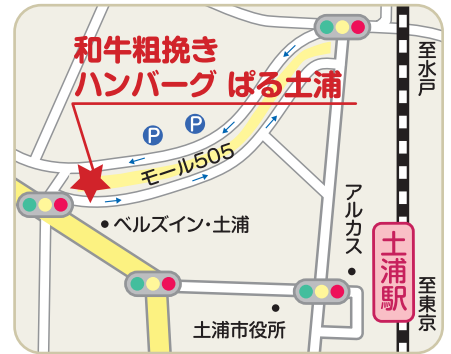 和牛粗挽き
ハンバーグ ぱる土浦
至水戸
P
P
モール505
アルカス
ベルズイン・土浦
土浦駅
至東京
土浦市役所